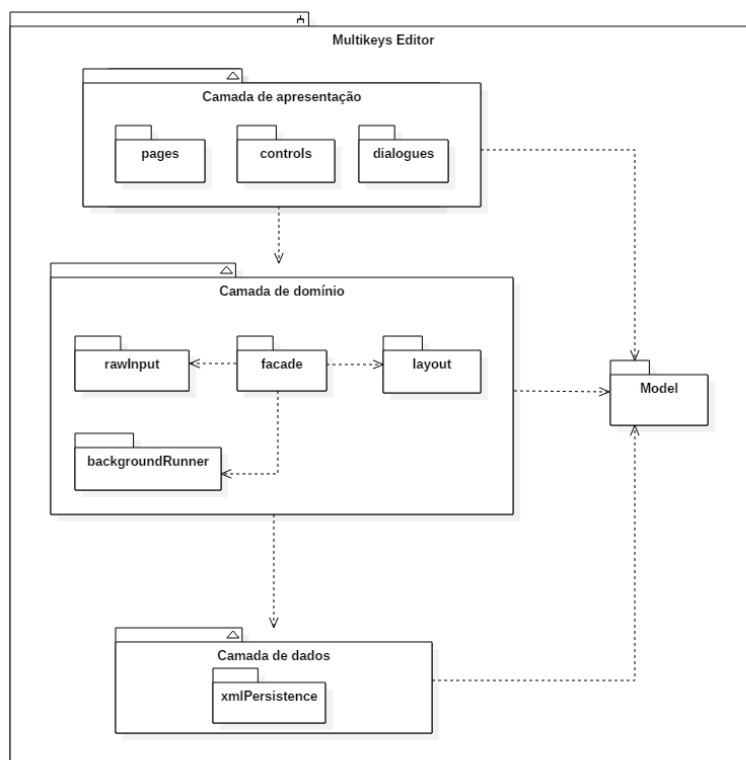 Multikeys Editor
Camada de apresentação
pages
controls
dialogues
Camada de domínio
rawInput
facade
layout
Model
backgroundRunner
Camada de dados
xmlPersistence